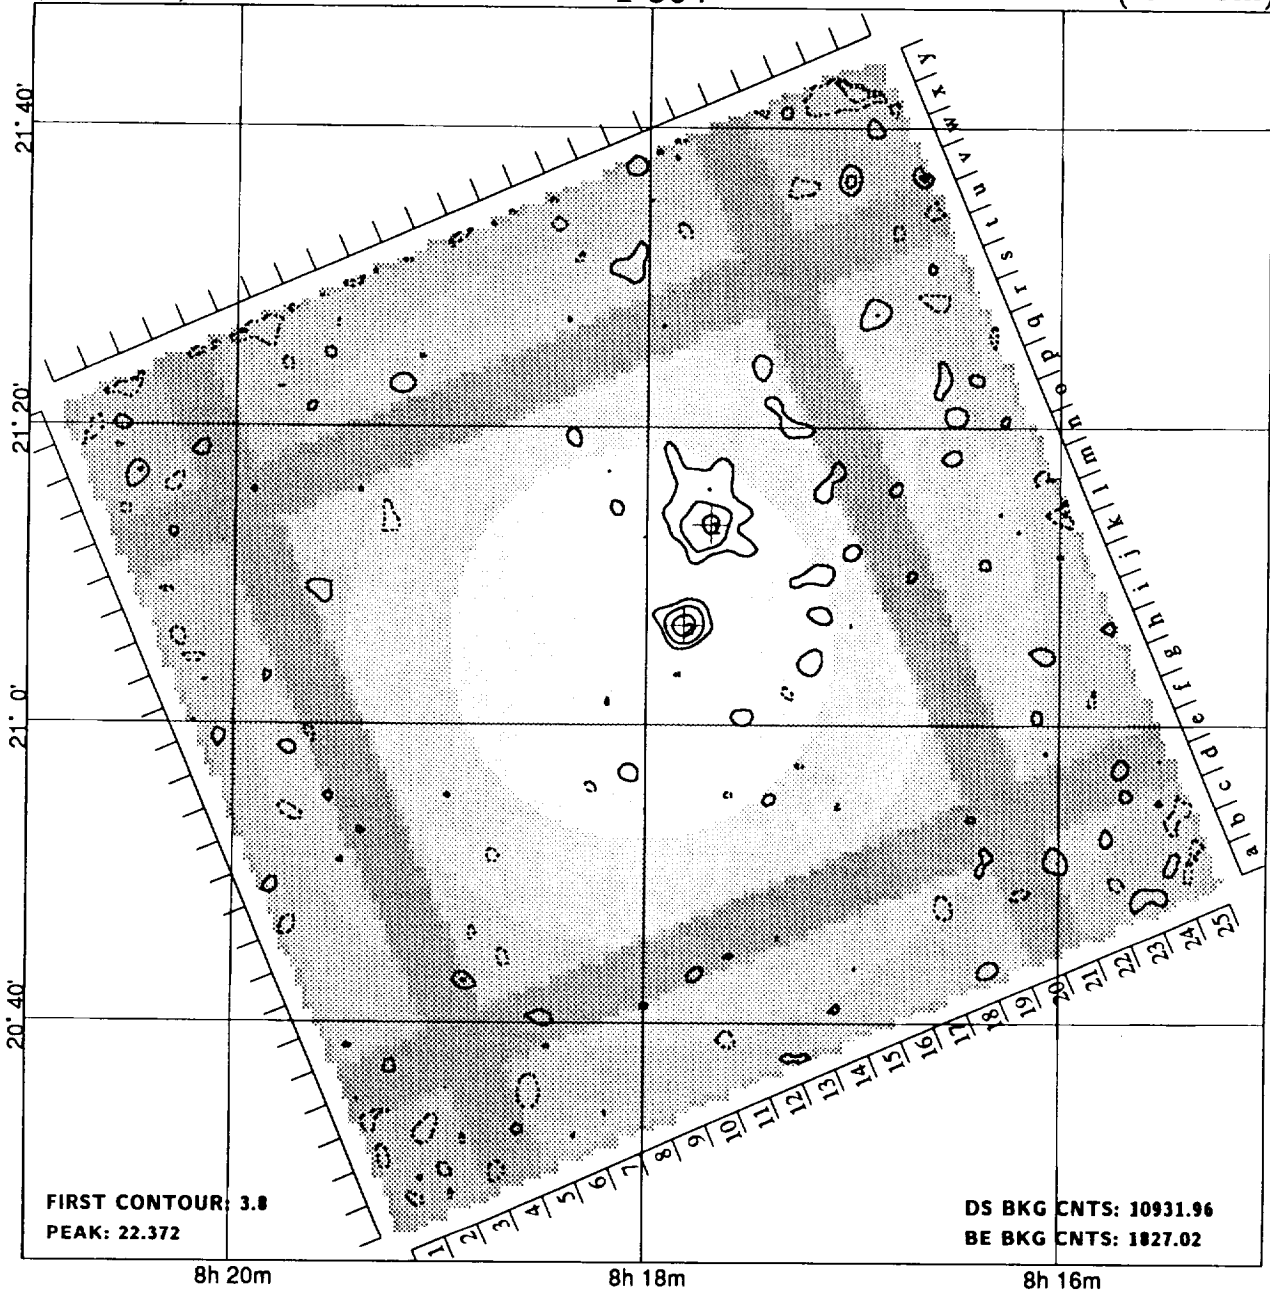 21° 40'
21° 20'
21° 0'
20° 40'
y
x
w
v
u
t
s
r
q
p
o
n
m
l
k
j
i
h
g
f
e
d
c
b
a
1
2
3
4
5
6
7
8
9
10
11
12
13
14
15
16
17
18
19
20
21
22
23
24
25
FIRST CONTOUR: 3.8
PEAK: 22.372
DS BKG CNTS: 10931.96
BE BKG CNTS: 1827.02
8h 20m
8h 18m
8h 16m